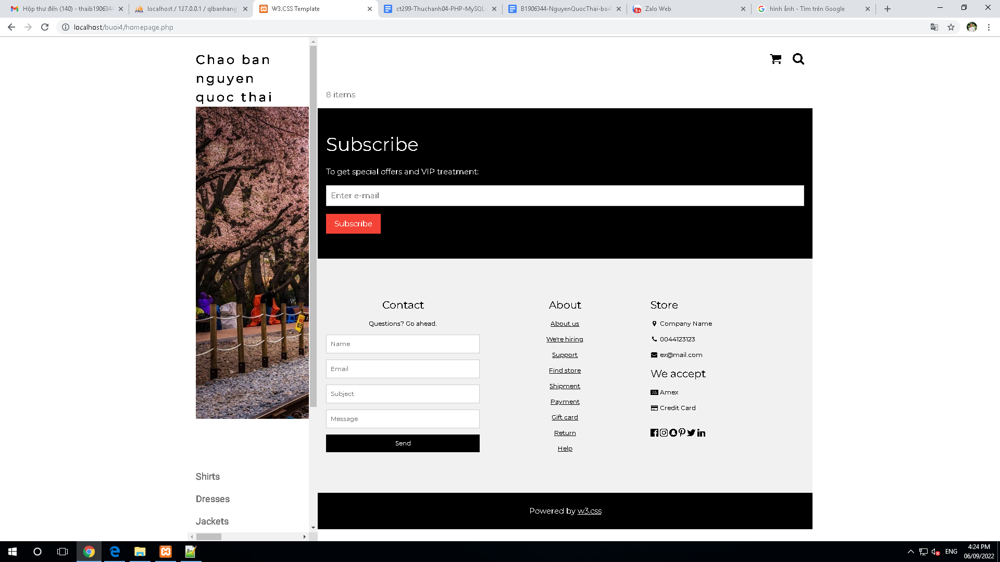 Hộp thư đến (140) - thaib1906344
localhost / 127.0.0.1 / qlbanhang
W3.CSS Template
ct299-Thuchanh04-PHP-MySQL-
B1906344-NguyenQuocThai-bai4
Zalo Web
hình ảnh - Tìm trên Google
localhost/buoi4/homepage.php
Chao ban
nguyen
quoc thai
Shirts
Dresses
Jackets
8 items
Subscribe
To get special offers and VIP treatment:
Enter e-mail
Subscribe
Contact
Questions? Go ahead.
Name
Email
Subject
Message
Send
About
About us
We're hiring
Support
Find store
Shipment
Payment
Gift card
Return
Help
Store
Company Name
0044123123
ex@mail.com
We accept
Amex
Credit Card
Powered by w3.css
ENG
4:24 PM
06/09/2022